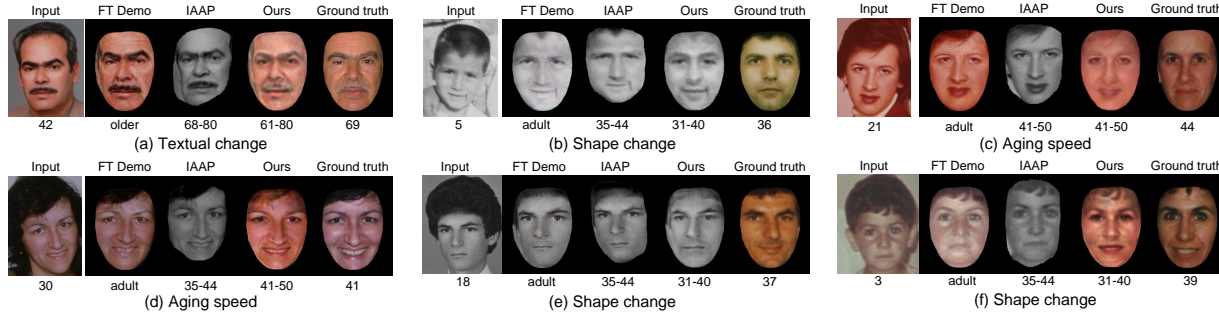 Input FT Demo IAAP Ours Ground truth
42 older 68-80 61-80 69
(a) Textual change
Input FT Demo IAAP Ours Ground truth
5 adult 35-44 31-40 36
(b) Shape change
Input FT Demo IAAP Ours Ground truth
21 adult 41-50 41-50 44
(c) Aging speed
Input FT Demo IAAP Ours Ground truth
30 adult 35-44 41-50 41
(d) Aging speed
Input FT Demo IAAP Ours Ground truth
18 adult 35-44 31-40 37
(e) Shape change
Input FT Demo IAAP Ours Ground truth
3 adult 35-44 31-40 39
(f) Shape change